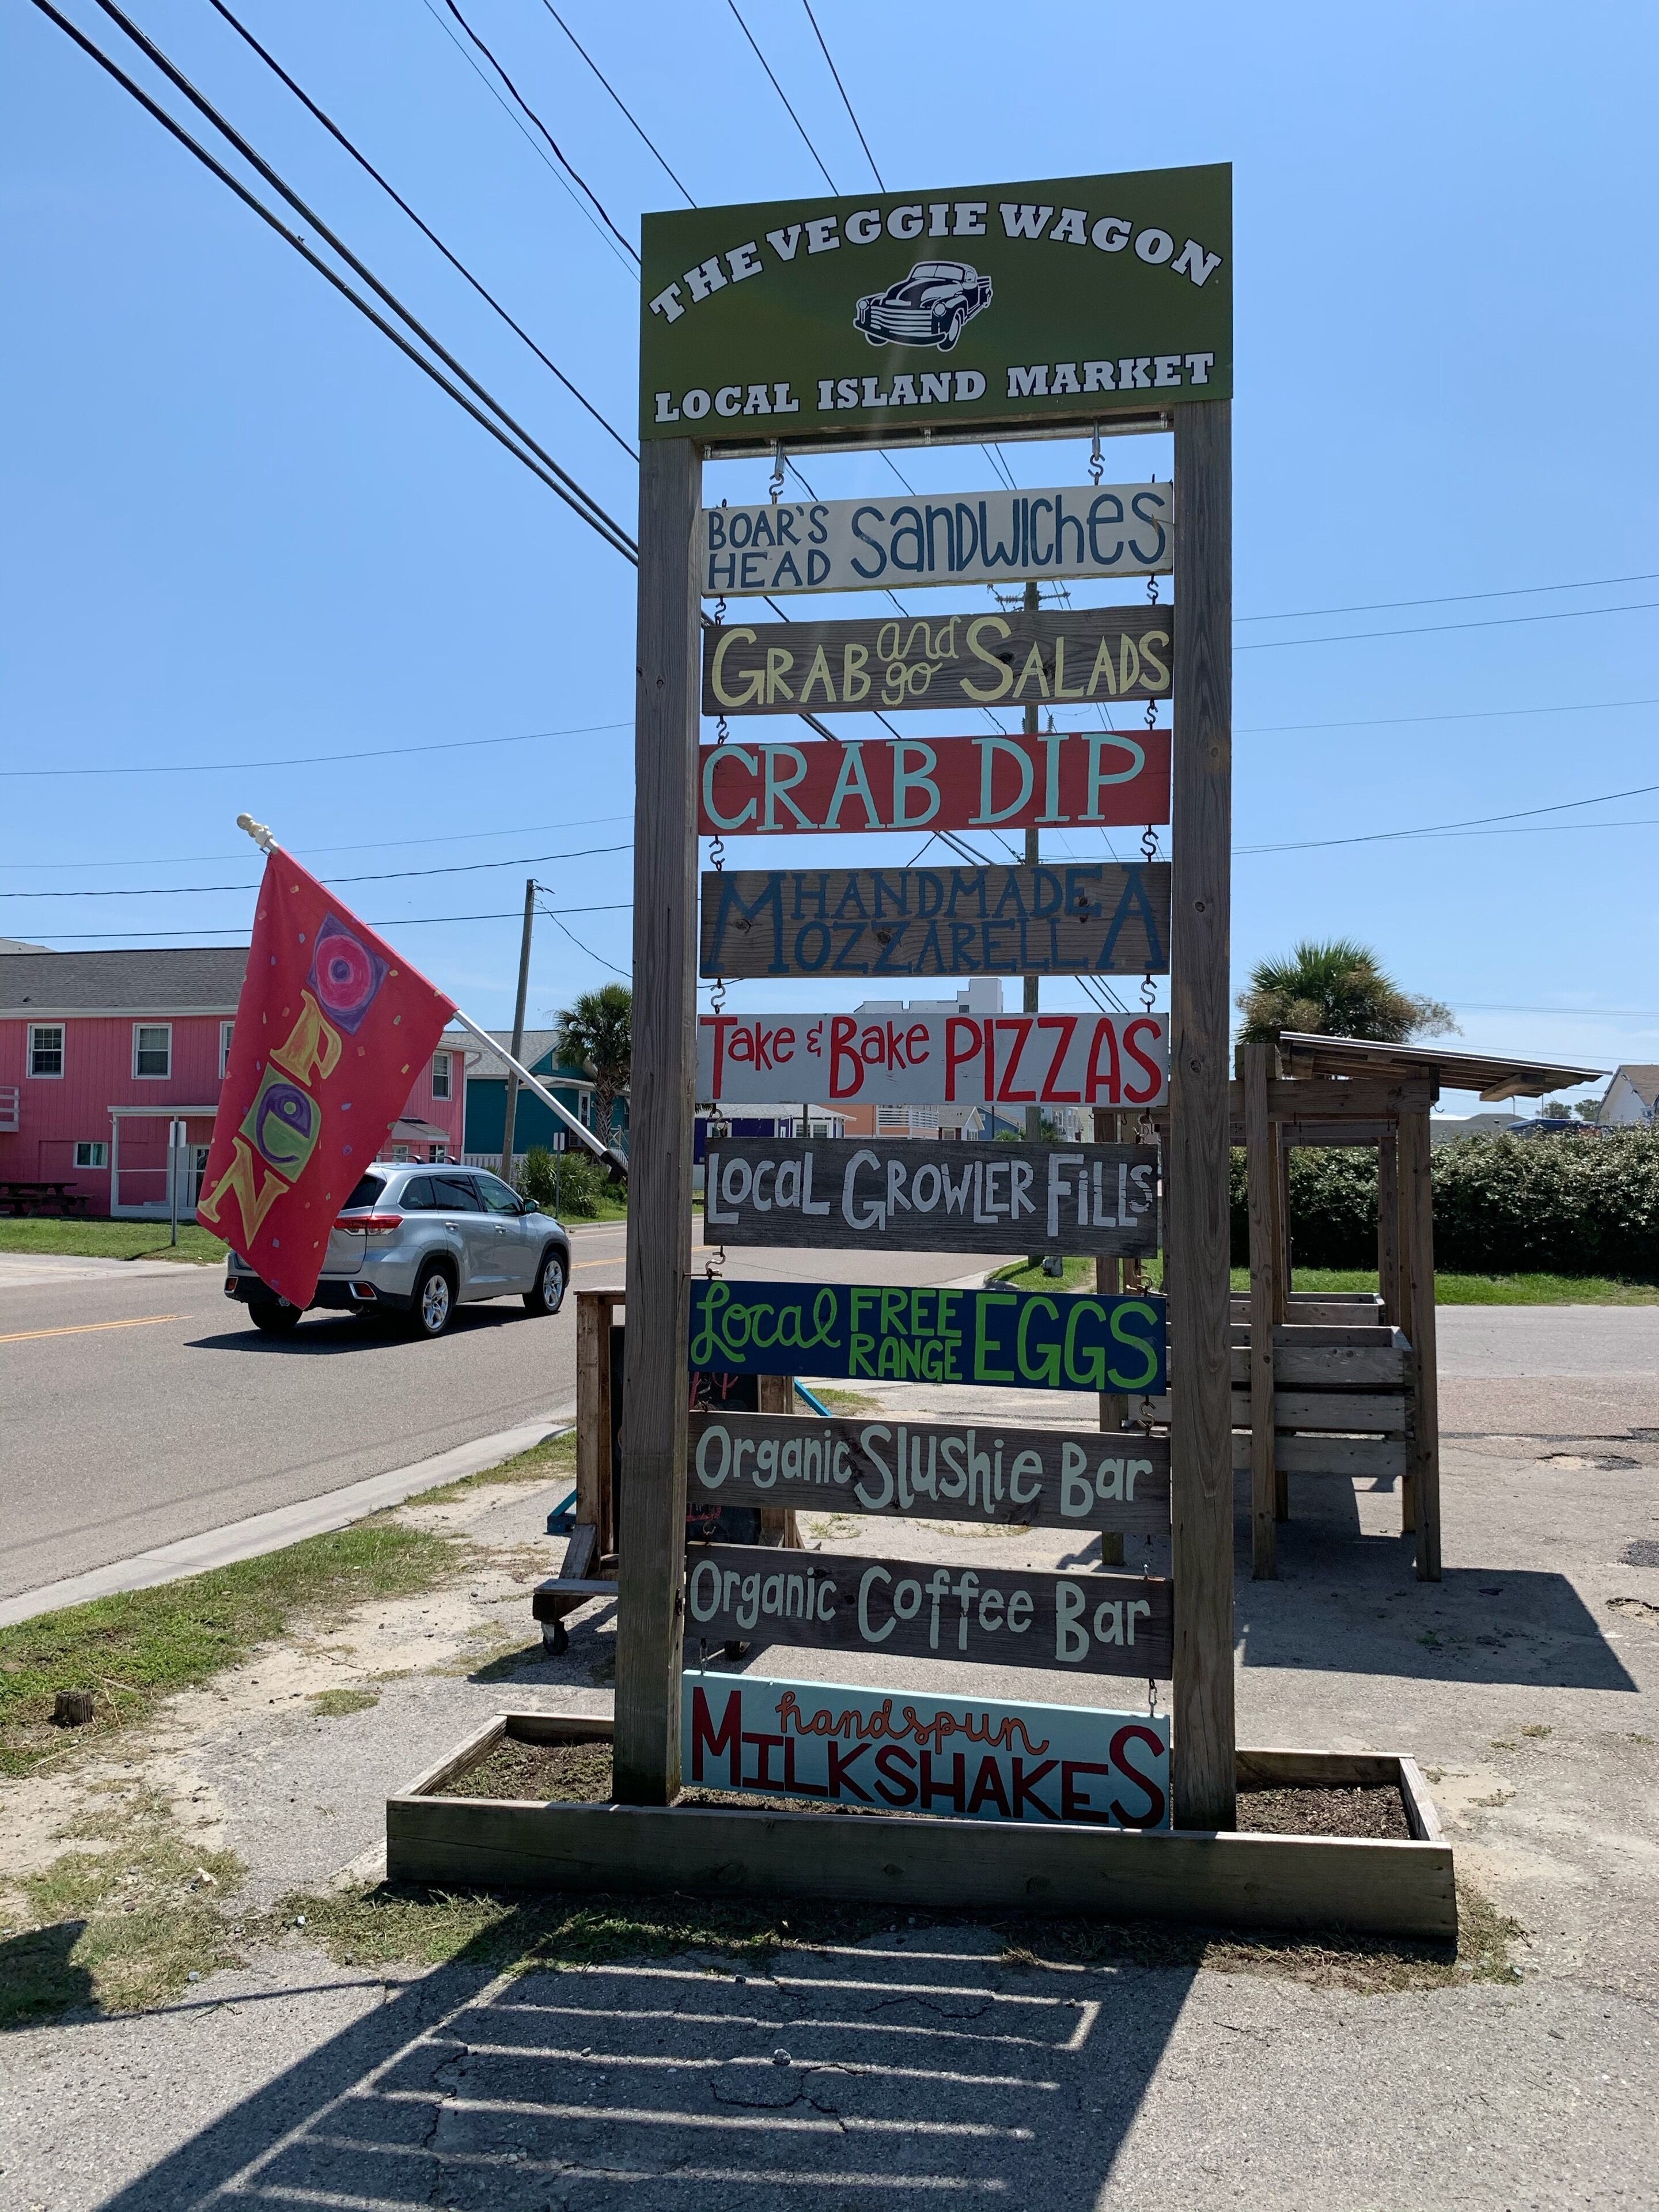 THE VEGGIE WAGON
LOCAL ISLAND MARKET
BOAR'S HEAD SANDWICHES
GRAB and go SALADS
CRAB DIP
HANDMADE
MOZZARELLA
Take & Bake PIZZAS
Local Growler Fills
Local FREE RANGE EGGS
Organic Slushie Bar
Organic Coffee Bar
handspun
MILKSHAKES
OPEN